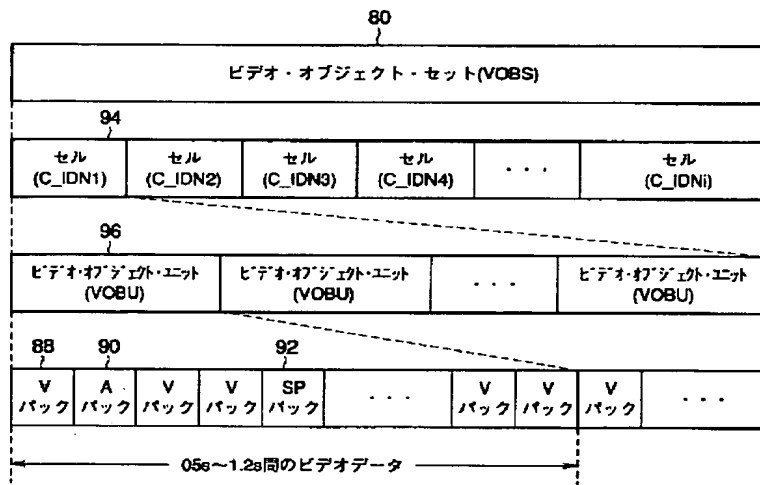 80
ビデオ・オブジェクト・セット(VOBS)
94
セル セル セル セル セル
(C_IDN1) (C_IDN2) (C_IDN3) (C_IDN4) ··· (C_IDNi)
96
ビデオ・オブジェクト・ユニット ビデオ・オブジェクト・ユニット ビデオ・オブジェクト・ユニット
(VOBU) (VOBU) ··· (VOBU)
88 90 92
V A V V SP V V V
パック パック パック パック パック ··· パック パック パック ···
05s～1.2s間のビデオデータ